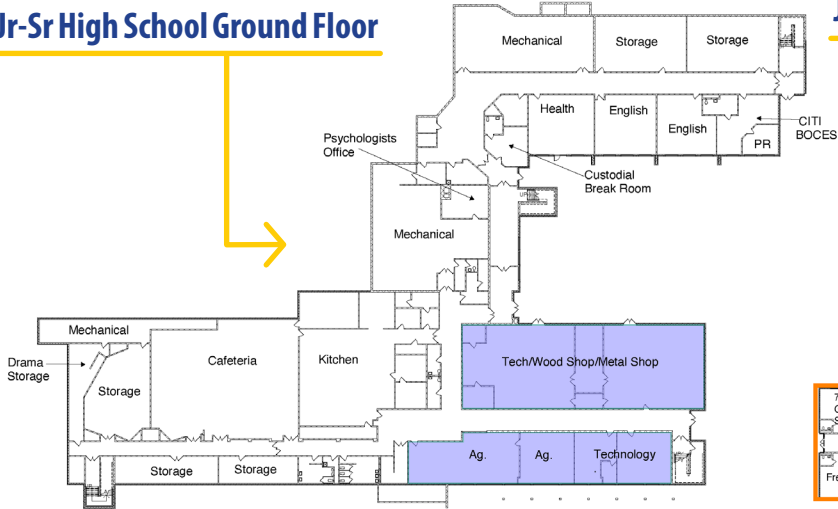 Jr-Sr High School Ground Floor
Mechanical
Storage
Storage
Health
English
English
CITI
BOCES
PR
Psychologists
Office
Custodial
Break Room
UP
Mechanical
Mechanical
Drama
Storage
Storage
Cafeteria
Kitchen
Tech/Wood Shop/Metal Shop
Storage
Storage
Ag.
Ag.
Technology